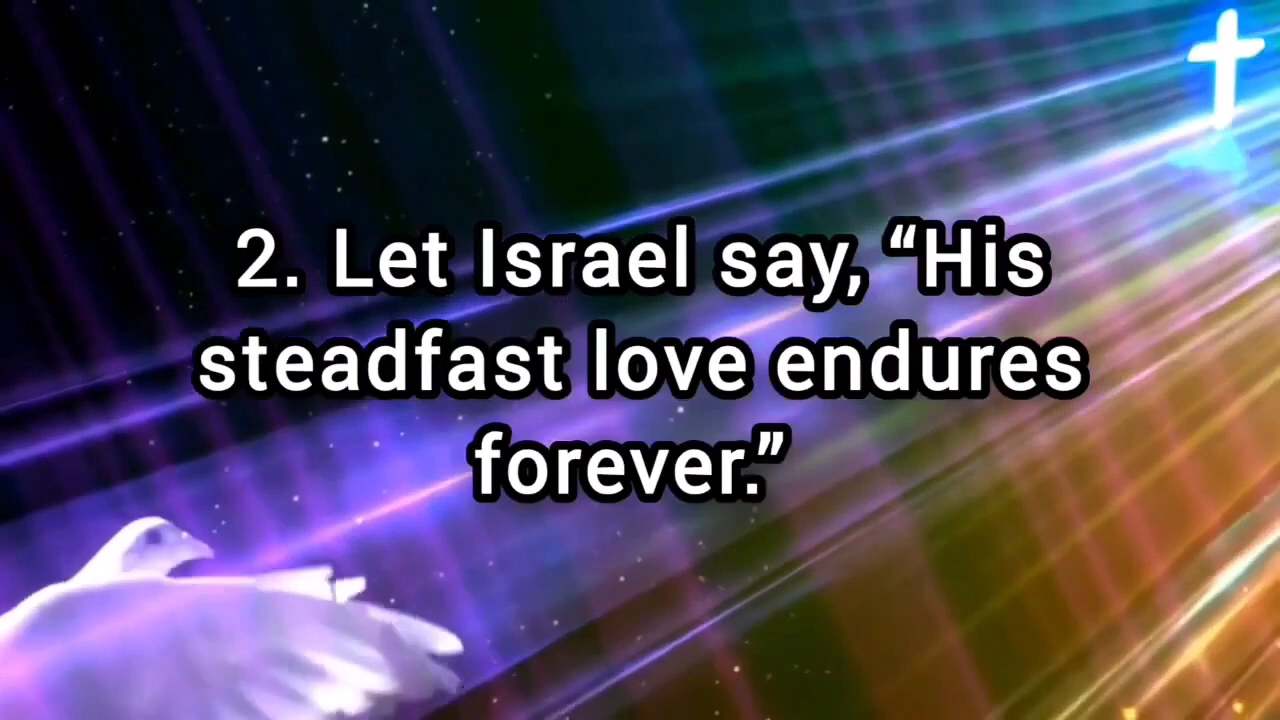 2. Let Israel say, “His
steadfast love endures
forever.”